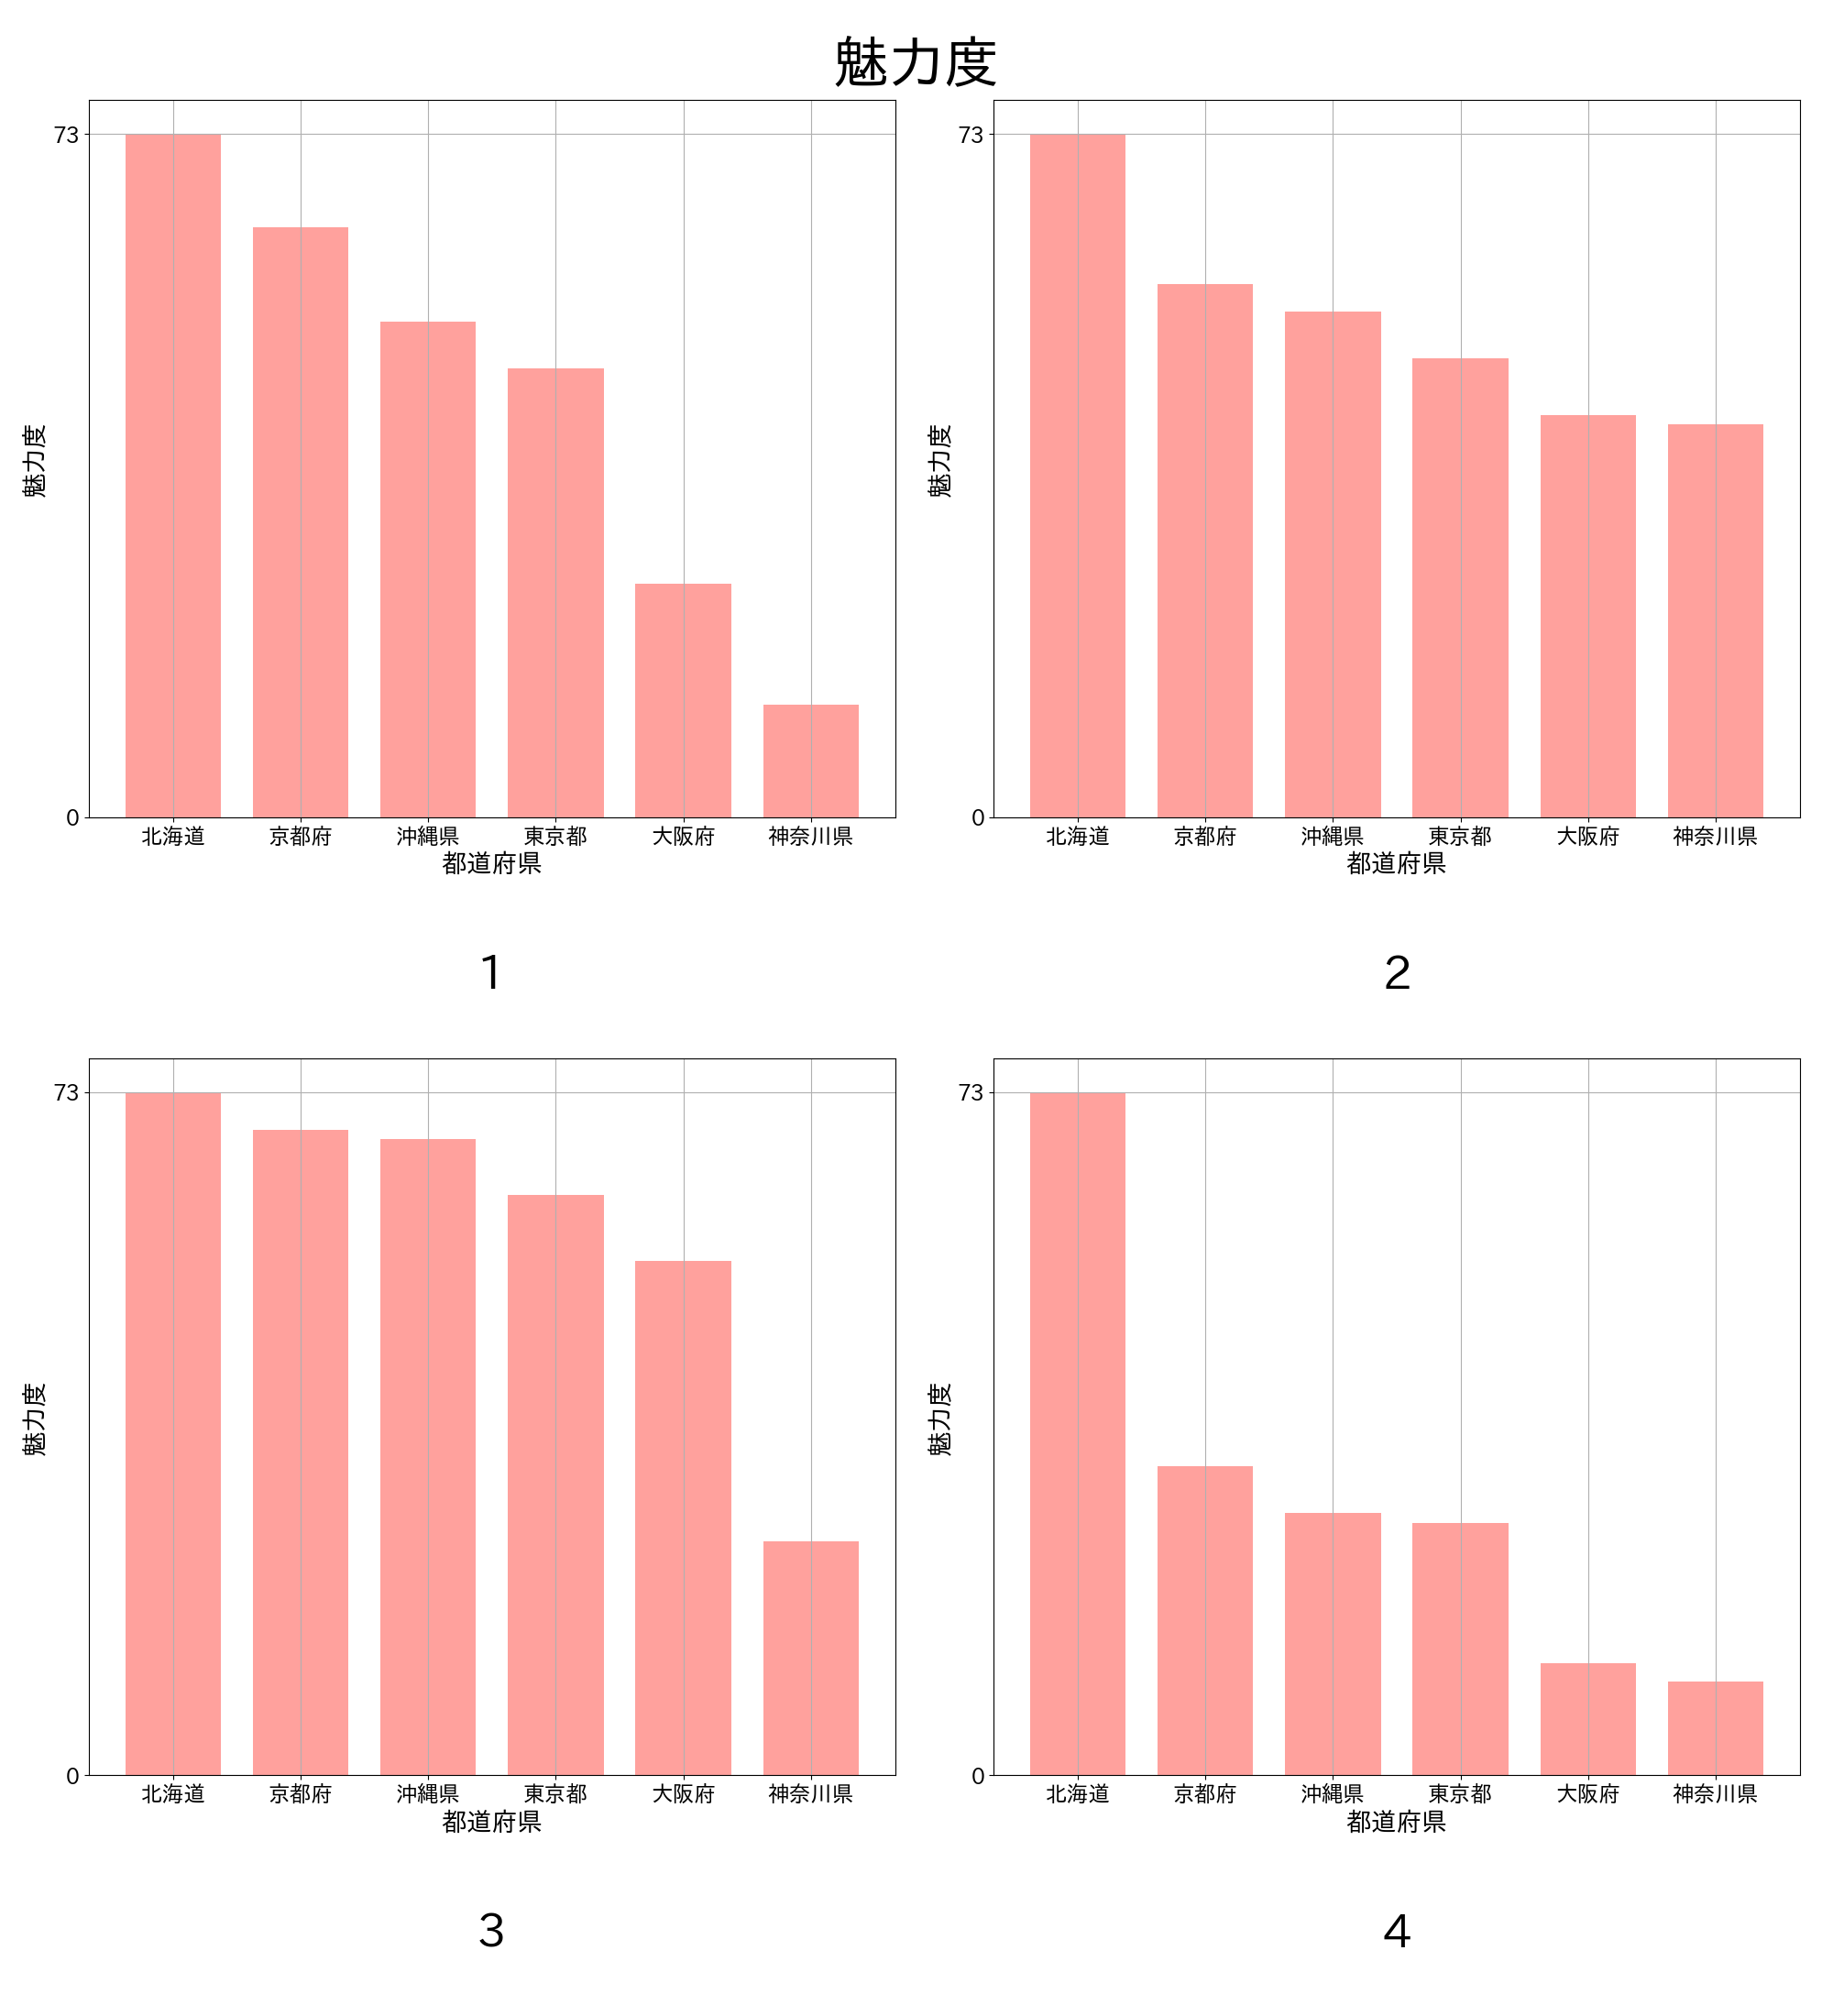 魅力度
73
魅力度
0
北海道 京都府 沖縄県 東京都 大阪府 神奈川県
都道府県
1
73
魅力度
0
北海道 京都府 沖縄県 東京都 大阪府 神奈川県
都道府県
2
73
魅力度
0
北海道 京都府 沖縄県 東京都 大阪府 神奈川県
都道府県
3
73
魅力度
0
北海道 京都府 沖縄県 東京都 大阪府 神奈川県
都道府県
4